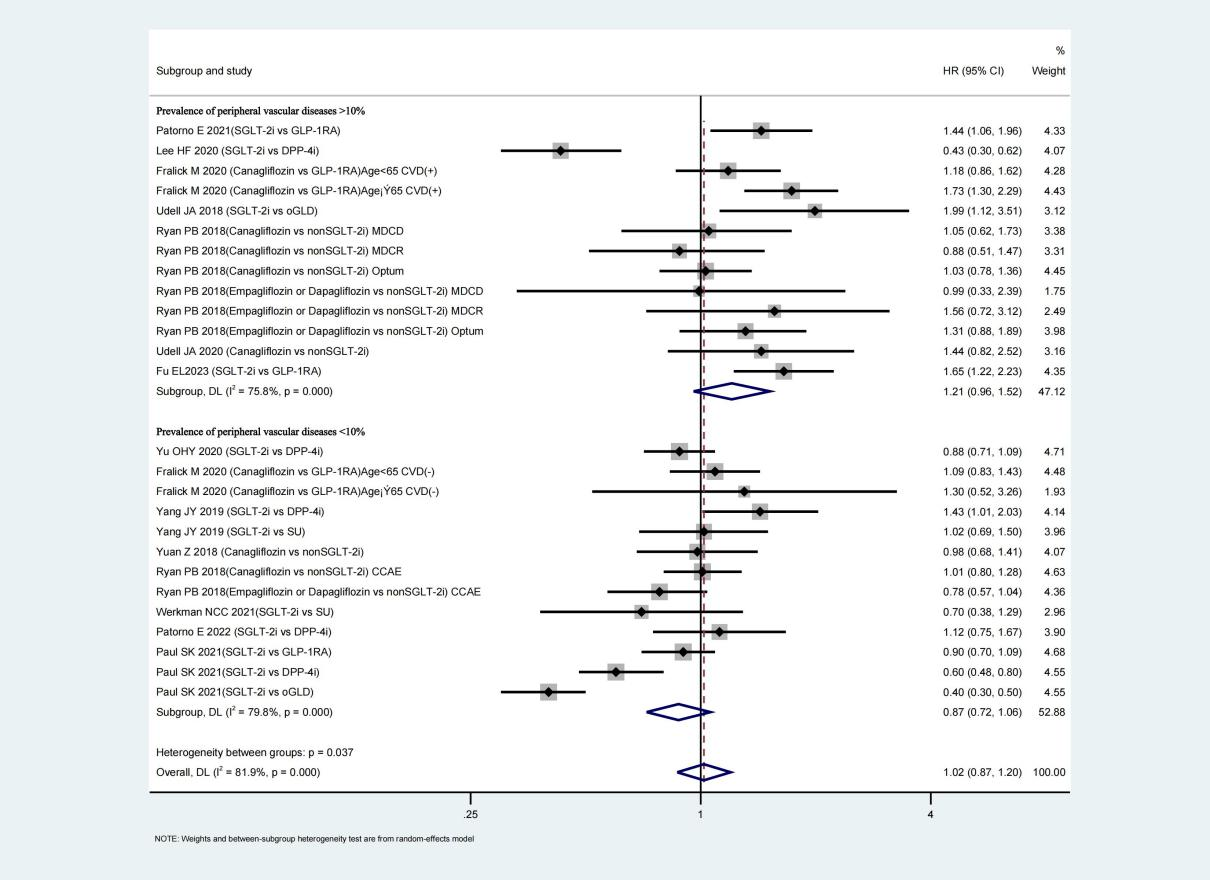 %
Subgroup and study HR (95% CI) Weight
Prevalence of peripheral vascular diseases >10%
Patorno E 2021(SGLT-2i vs GLP-1RA) 1.44 (1.06, 1.96) 4.33
Lee HF 2020 (SGLT-2i vs DPP-4i) 0.43 (0.30, 0.62) 4.07
Fralick M 2020 (Canagliflozin vs GLP-1RA)Age<65 CVD(+) 1.18 (0.86, 1.62) 4.28
Fralick M 2020 (Canagliflozin vs GLP-1RA)Age¡Ý65 CVD(+) 1.73 (1.30, 2.29) 4.43
Udell JA 2018 (SGLT-2i vs oGLD) 1.99 (1.12, 3.51) 3.12
Ryan PB 2018(Canagliflozin vs nonSGLT-2i) MDCD 1.05 (0.62, 1.73) 3.38
Ryan PB 2018(Canagliflozin vs nonSGLT-2i) MDCR 0.88 (0.51, 1.47) 3.31
Ryan PB 2018(Canagliflozin vs nonSGLT-2i) Optum 1.03 (0.78, 1.36) 4.45
Ryan PB 2018(Empagliflozin or Dapagliflozin vs nonSGLT-2i) MDCD 0.99 (0.33, 2.39) 1.75
Ryan PB 2018(Empagliflozin or Dapagliflozin vs nonSGLT-2i) MDCR 1.56 (0.72, 3.12) 2.49
Ryan PB 2018(Empagliflozin or Dapagliflozin vs nonSGLT-2i) Optum 1.31 (0.88, 1.89) 3.98
Udell JA 2020 (Canagliflozin vs nonSGLT-2i) 1.44 (0.82, 2.52) 3.16
Fu EL2023 (SGLT-2i vs GLP-1RA) 1.65 (1.22, 2.23) 4.35
Subgroup, DL (I² = 75.8%, p = 0.000) 1.21 (0.96, 1.52) 47.12
Prevalence of peripheral vascular diseases <10%
Yu OHY 2020 (SGLT-2i vs DPP-4i) 0.88 (0.71, 1.09) 4.71
Fralick M 2020 (Canagliflozin vs GLP-1RA)Age<65 CVD(-) 1.09 (0.83, 1.43) 4.48
Fralick M 2020 (Canagliflozin vs GLP-1RA)Age¡Ý65 CVD(-) 1.30 (0.52, 3.26) 1.93
Yang JY 2019 (SGLT-2i vs DPP-4i) 1.43 (1.01, 2.03) 4.14
Yang JY 2019 (SGLT-2i vs SU) 1.02 (0.69, 1.50) 3.96
Yuan Z 2018 (Canagliflozin vs nonSGLT-2i) 0.98 (0.68, 1.41) 4.07
Ryan PB 2018(Canagliflozin vs nonSGLT-2i) CCAE 1.01 (0.80, 1.28) 4.63
Ryan PB 2018(Empagliflozin or Dapagliflozin vs nonSGLT-2i) CCAE 0.78 (0.57, 1.04) 4.36
Werkman NCC 2021(SGLT-2i vs SU) 0.70 (0.38, 1.29) 2.96
Patorno E 2022 (SGLT-2i vs DPP-4i) 1.12 (0.75, 1.67) 3.90
Paul SK 2021(SGLT-2i vs GLP-1RA) 0.90 (0.70, 1.09) 4.68
Paul SK 2021(SGLT-2i vs DPP-4i) 0.60 (0.48, 0.80) 4.55
Paul SK 2021(SGLT-2i vs oGLD) 0.40 (0.30, 0.50) 4.55
Subgroup, DL (I² = 79.8%, p = 0.000) 0.87 (0.72, 1.06) 52.88
Heterogeneity between groups: p = 0.037
Overall, DL (I² = 81.9%, p = 0.000) 1.02 (0.87, 1.20) 100.00
.25 1 4
NOTE: Weights and between-subgroup heterogeneity test are from random-effects model